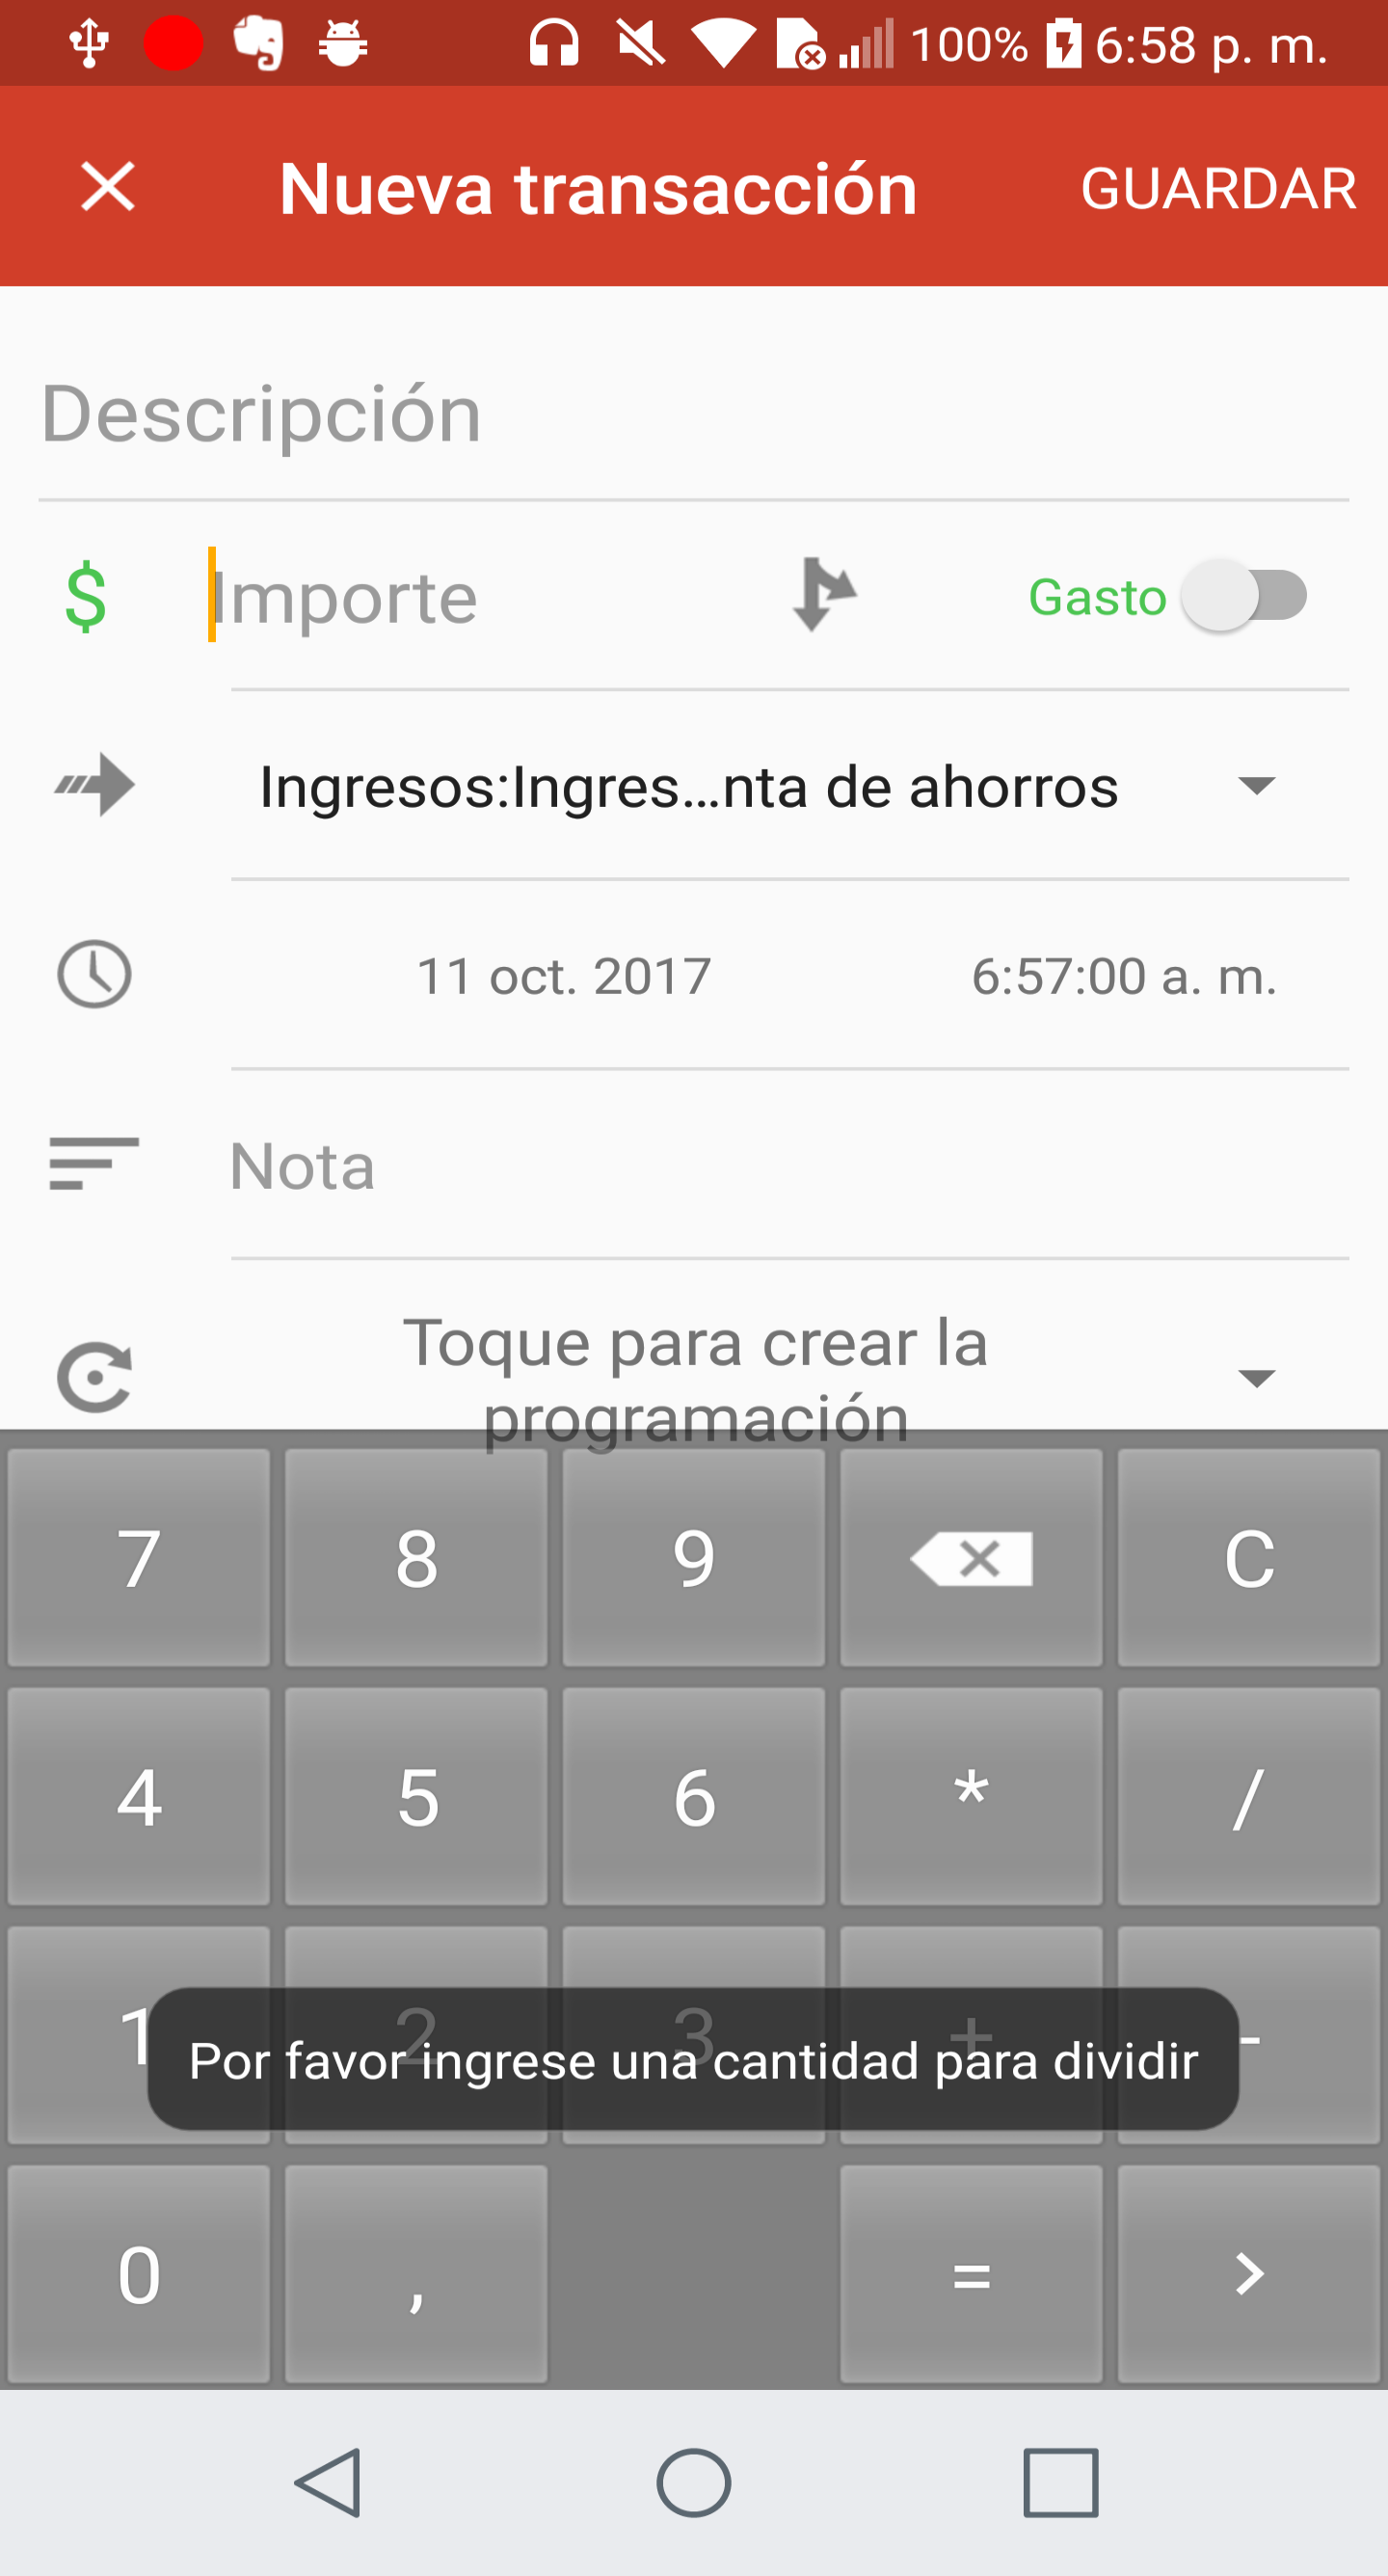 100% 6:58 p. m.
Nueva transacción GUARDAR
Descripción
$ Importe Gasto
Ingresos:Ingres...nta de ahorros
11 oct. 2017 6:57:00 a. m.
Nota
Toque para crear la
programación
7 8 9 C
4 5 6 * /
1 2 3 + -
Por favor ingrese una cantidad para dividir
0 , = >